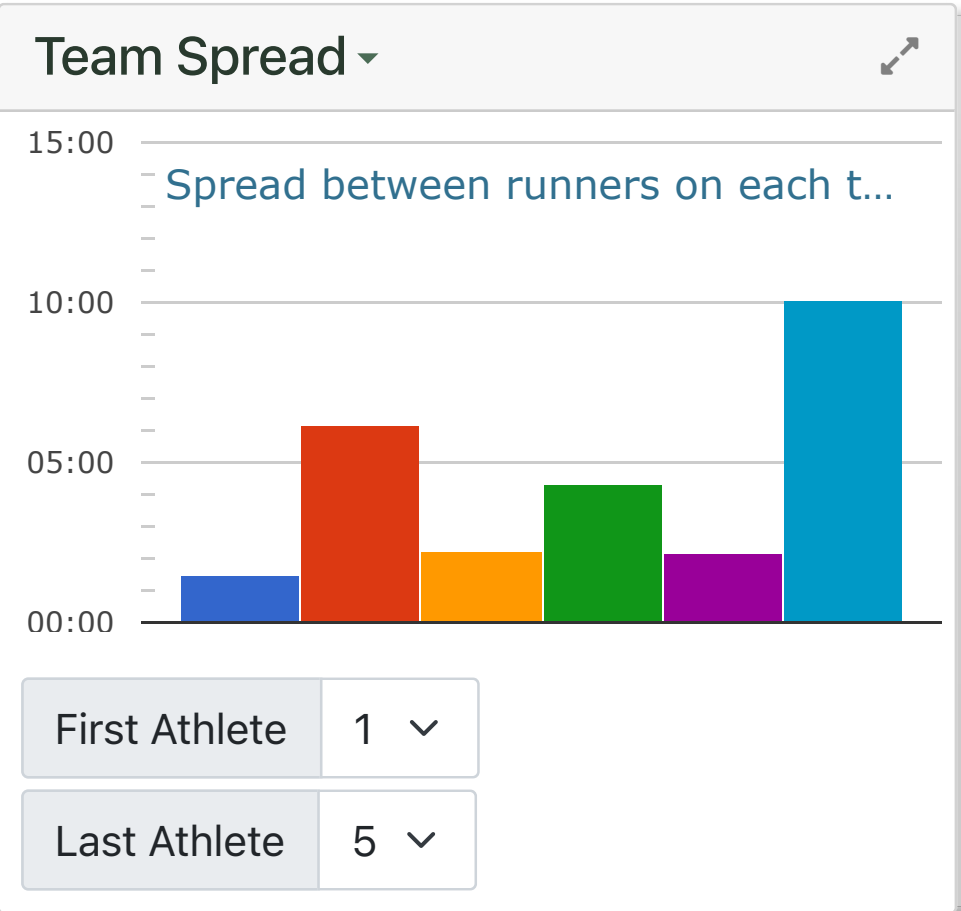 Team Spread
15:00
Spread between runners on each t...
10:00
05:00
00:00
First Athlete 1
Last Athlete 5